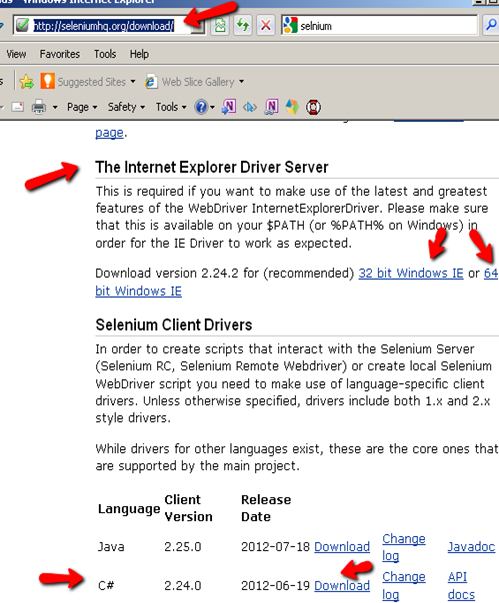 Windows Internet Explorer
http://seleniumhq.org/download/
selnium
View Favorites Tools Help
Suggested Sites Web Slice Gallery
Page Safety Tools
page.
The Internet Explorer Driver Server
This is required if you want to make use of the latest and greatest
features of the WebDriver InternetExplorerDriver. Please make sure
that this is available on your $PATH (or %PATH% on Windows) in
order for the IE Driver to work as expected.
Download version 2.24.2 for (recommended) 32 bit Windows IE or 64
bit Windows IE
Selenium Client Drivers
In order to create scripts that interact with the Selenium Server
(Selenium RC, Selenium Remote Webdriver) or create local Selenium
WebDriver script you need to make use of language-specific client
drivers. Unless otherwise specified, drivers include both 1.x and 2.x
style drivers.
While drivers for other languages exist, these are the core ones that
are supported by the main project.
Language Client Version Release Date
Java 2.25.0 2012-07-18 Download Change log Javadoc
C# 2.24.0 2012-06-19 Download Change log API docs